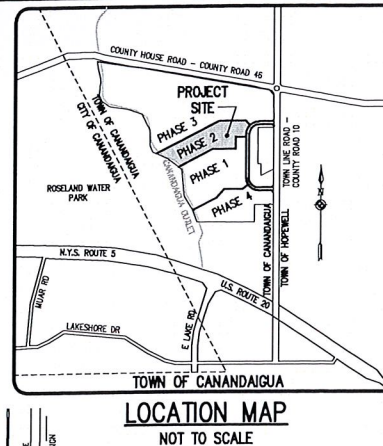 COUNTY HOUSE ROAD - COUNTY ROAD 46
PROJECT
SITE
PHASE 3
PHASE 2
PHASE 1
PHASE 4
TOWN OF CANANDAIGUA
CITY OF CANANDAIGUA
CANANDAIGUA OUTLET
ROSELAND WATER
PARK
TOWN LINE ROAD -
COUNTY ROAD 10
TOWN OF CANANDAIGUA
TOWN OF HOPEWELL
N.Y.S. ROUTE 5
U.S. ROUTE 20
MUAR RD
E LAKE RD
LAKESHORE DR
TOWN OF CANANDAIGUA
LOCATION MAP
NOT TO SCALE